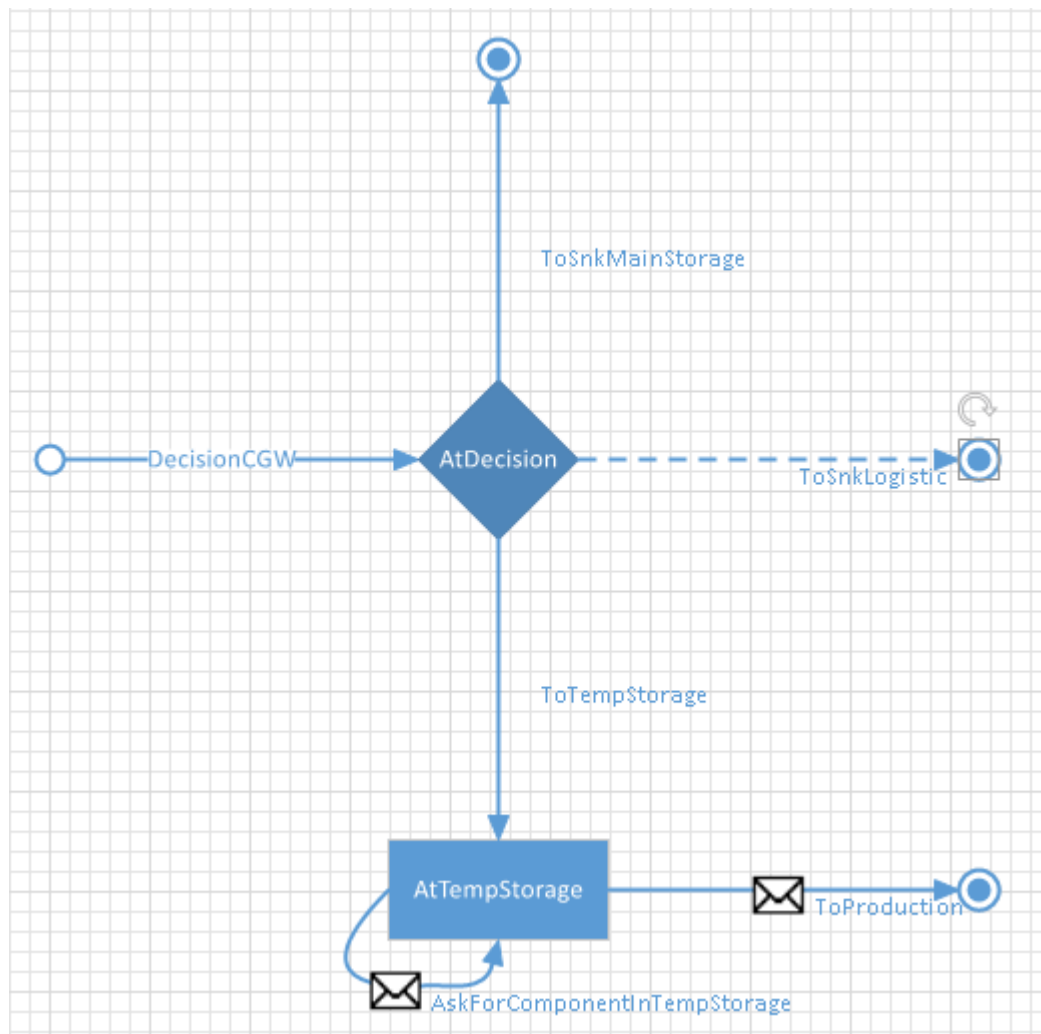 ToSnkMainStorage
DecisionCGW
AtDecision
ToSnkLogistic
ToTempStorage
AtTempStorage
ToProduction
AskForComponentInTempStorage